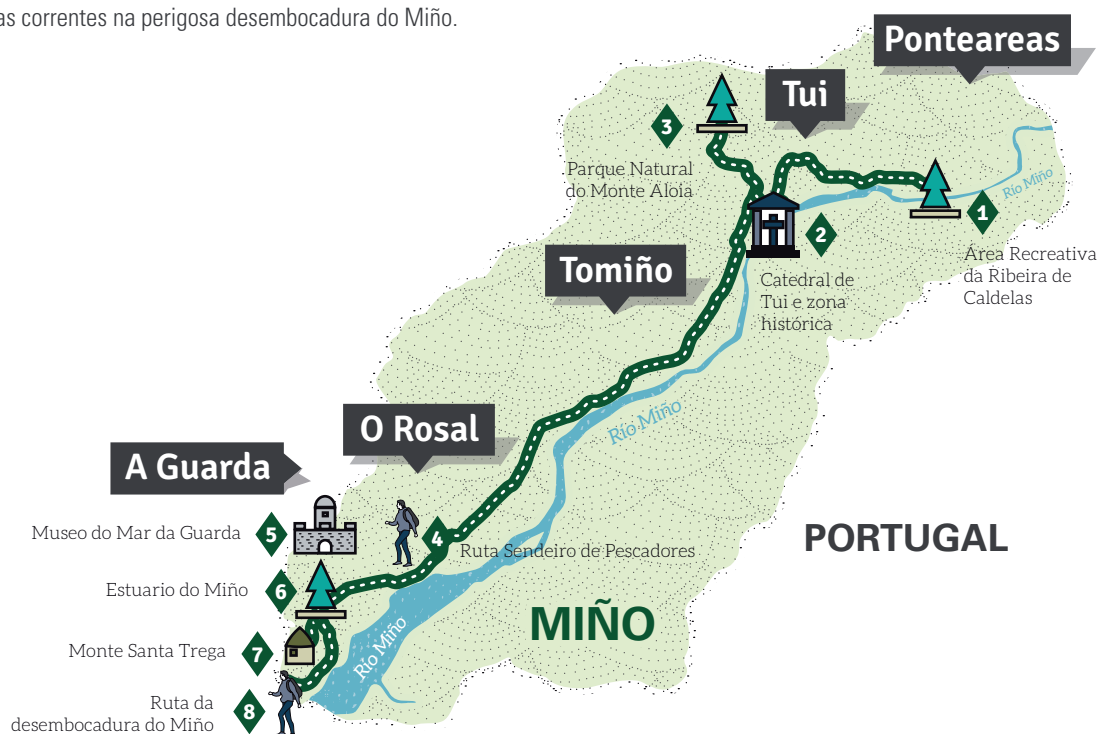 as correntes na perigosa desembocadura do Miño.
Ponteareas
Tui
3
Parque Natural
do Monte Aloia
Río Miño
1
2
Área Recreativa
da Ribeira de
Caldelas
Tomiño
Catedral de
Tui e zona
histórica
Río Miño
O Rosal
A Guarda
Museo do Mar da Guarda
5
4
Ruta Sendeiro de Pescadores
PORTUGAL
Estuario do Miño
6
MIÑO
Río Miño
Monte Santa Trega
7
Ruta da
desembocadura do Miño
8